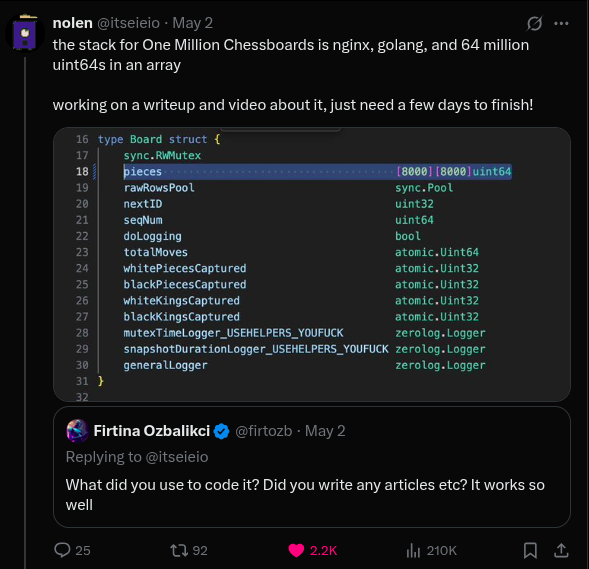 nolen @itseieio · May 2
the stack for One Million Chessboards is nginx, golang, and 64 million
uint64s in an array
working on a writeup and video about it, just need a few days to finish!
16 type Board struct {
17 sync.RWMutex
18 pieces [8000][8000]uint64
19 rawRowsPool sync.Pool
20 nextID uint32
21 seqNum uint64
22 doLogging bool
23 totalMoves atomic.Uint64
24 whitePiecesCaptured atomic.Uint32
25 blackPiecesCaptured atomic.Uint32
26 whiteKingsCaptured atomic.Uint32
27 blackKingsCaptured atomic.Uint32
28 mutexTimeLogger_USEHELPERS_YOUFUCK zerolog.Logger
29 snapshotDurationLogger_USEHELPERS_YOUFUCK zerolog.Logger
30 generalLogger zerolog.Logger
31 }
32
Firtina Ozbalikci @firtozb · May 2
Replying to @itseieio
What did you use to code it? Did you write any articles etc? It works so
well
25 92 2.2K 210K